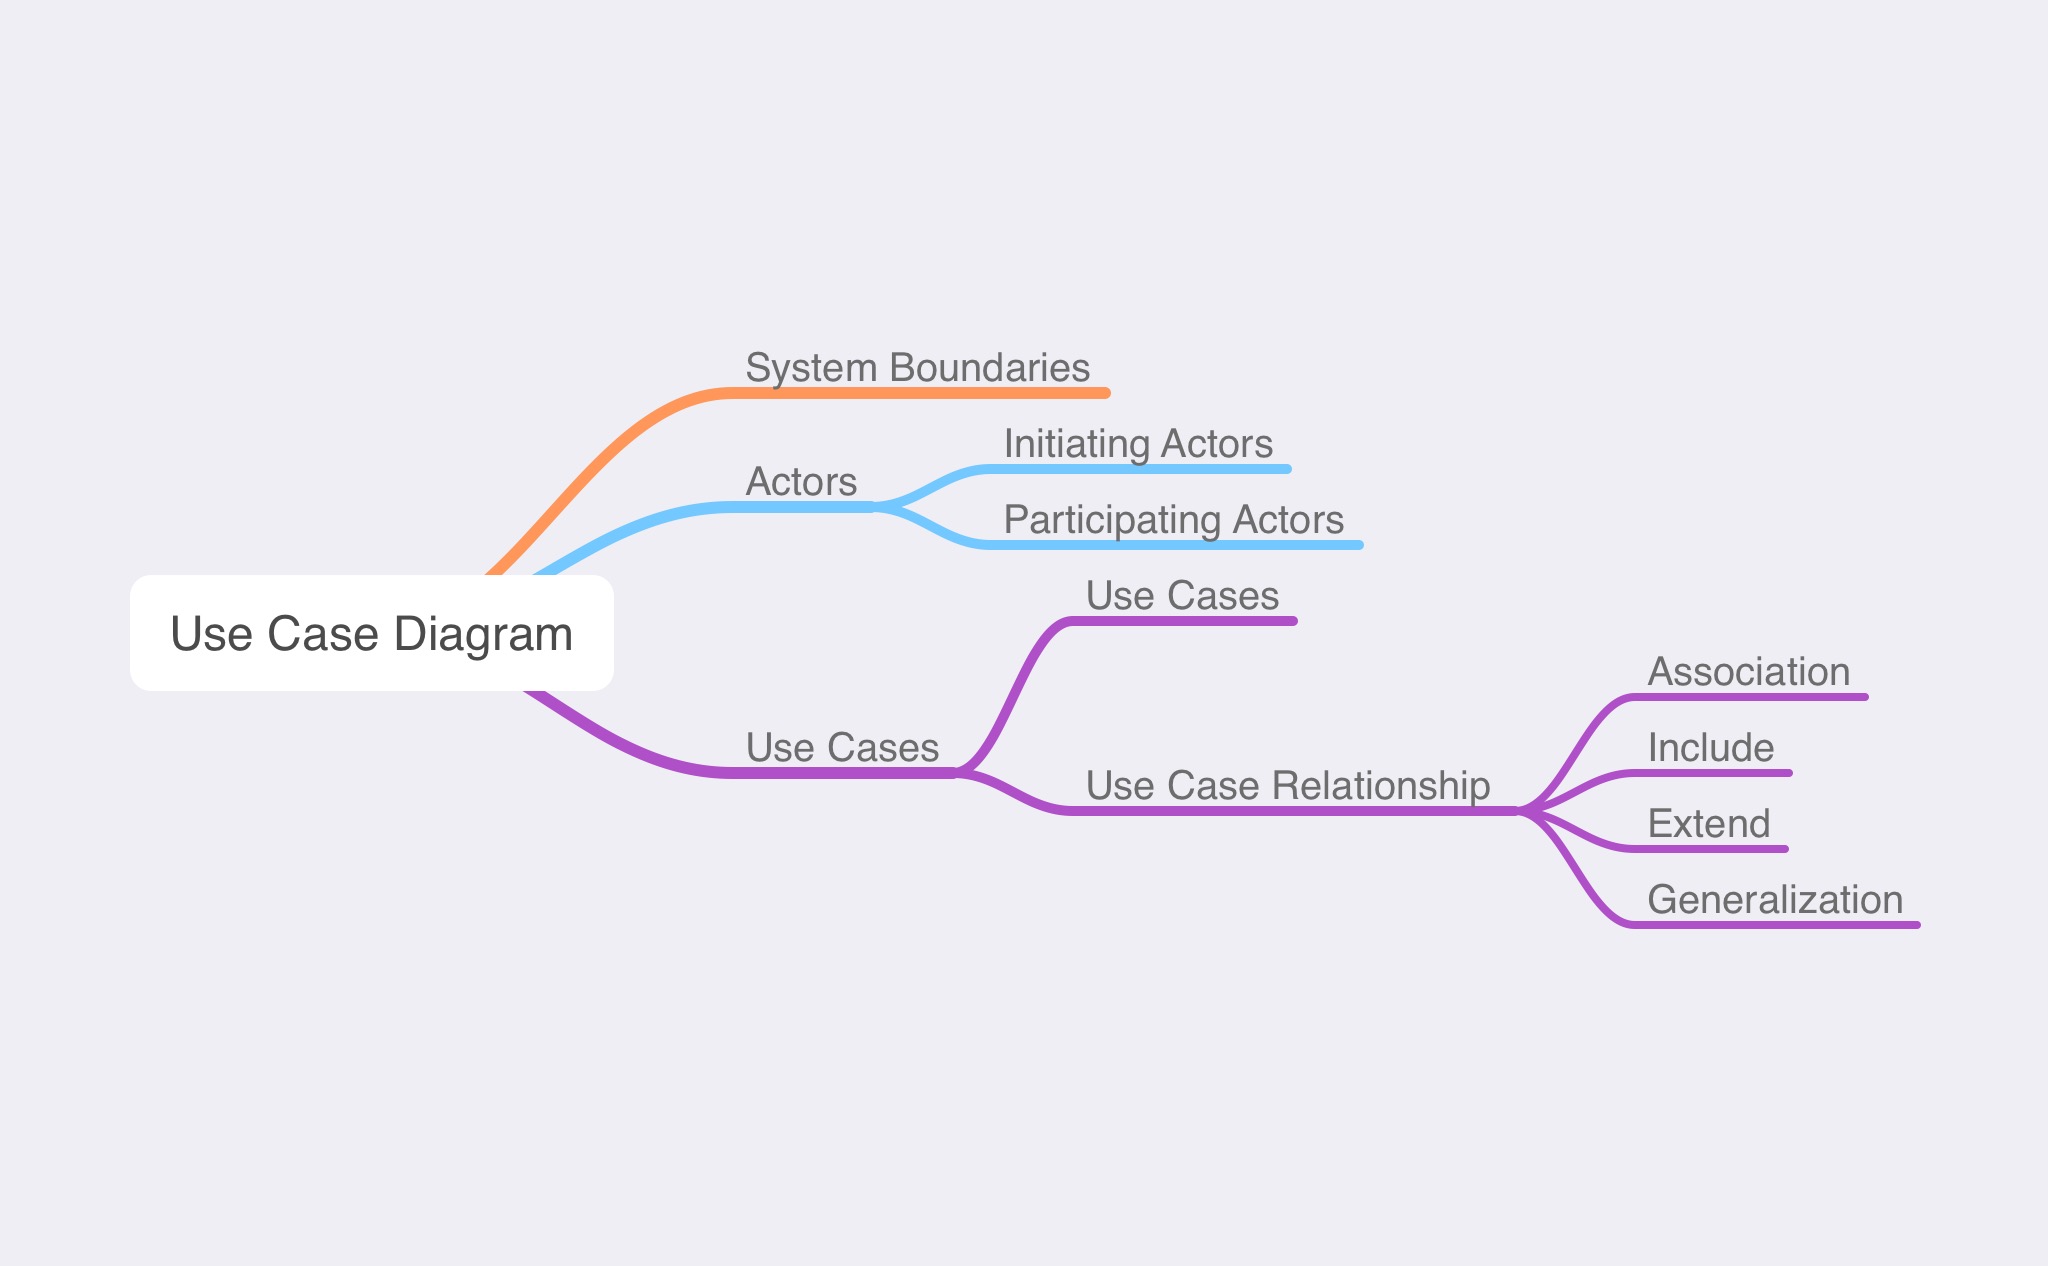 Use Case Diagram
System Boundaries
Actors
Initiating Actors
Participating Actors
Use Cases
Use Cases
Use Case Relationship
Association
Include
Extend
Generalization